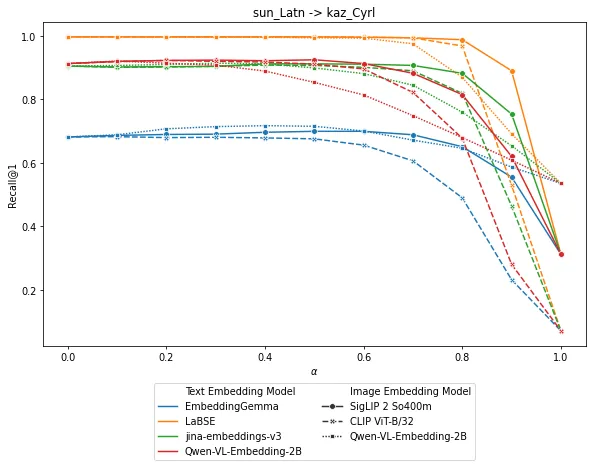 sun_Latn -> kaz_Cyrl
Recall@1
1.0
0.8
0.6
0.4
0.2
0.0 0.2 0.4 0.6 0.8 1.0
α
Text Embedding Model Image Embedding Model
EmbeddingGemma SigLIP 2 So400m
LaBSE CLIP ViT-B/32
jina-embeddings-v3 Qwen-VL-Embedding-2B
Qwen-VL-Embedding-2B